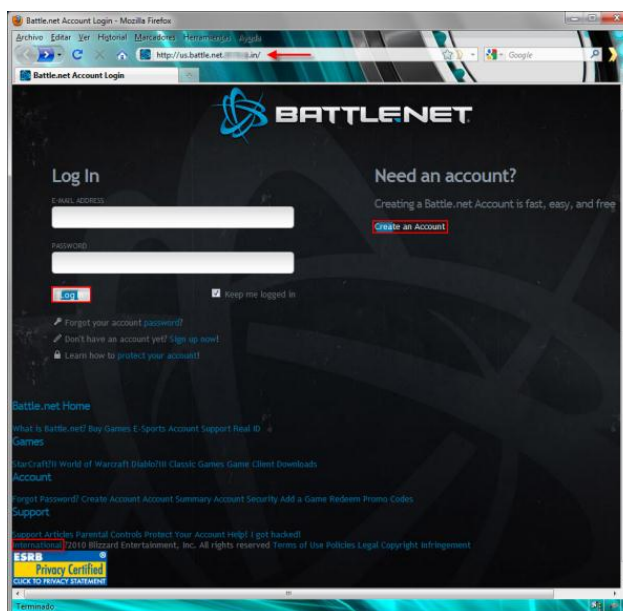 Battle.net Account Login - Mozilla Firefox
Archivo Editar Ver Historial Marcadores Herramientas Ayuda
http://us.battle.net. .in/
Google
Battle.net Account Login
BATTLE.NET
Log In
E-MAIL ADDRESS
PASSWORD
Log
Keep me logged in
Forgot your account password?
Don't have an account yet? Sign up now!
Learn how to protect your account!
Need an account?
Creating a Battle.net Account is fast, easy, and free
Create an Account
Battle.net Home
What is Battle.net? Buy Games E-Sports Account Support Real ID
Games
StarCraft?II World of Warcraft Diablo?III Classic Games Game Client Downloads
Account
Forgot Password? Create Account Account Summary Account Security Add a Game Redeem Promo Codes
Support
Support Articles Parental Controls Protect Your Account Help! I got hacked!
International ?2010 Blizzard Entertainment, Inc. All rights reserved Terms of Use Policies Legal Copyright Infringement
ESRB
Privacy Certified
CLICK TO PRIVACY STATEMENT
Terminado